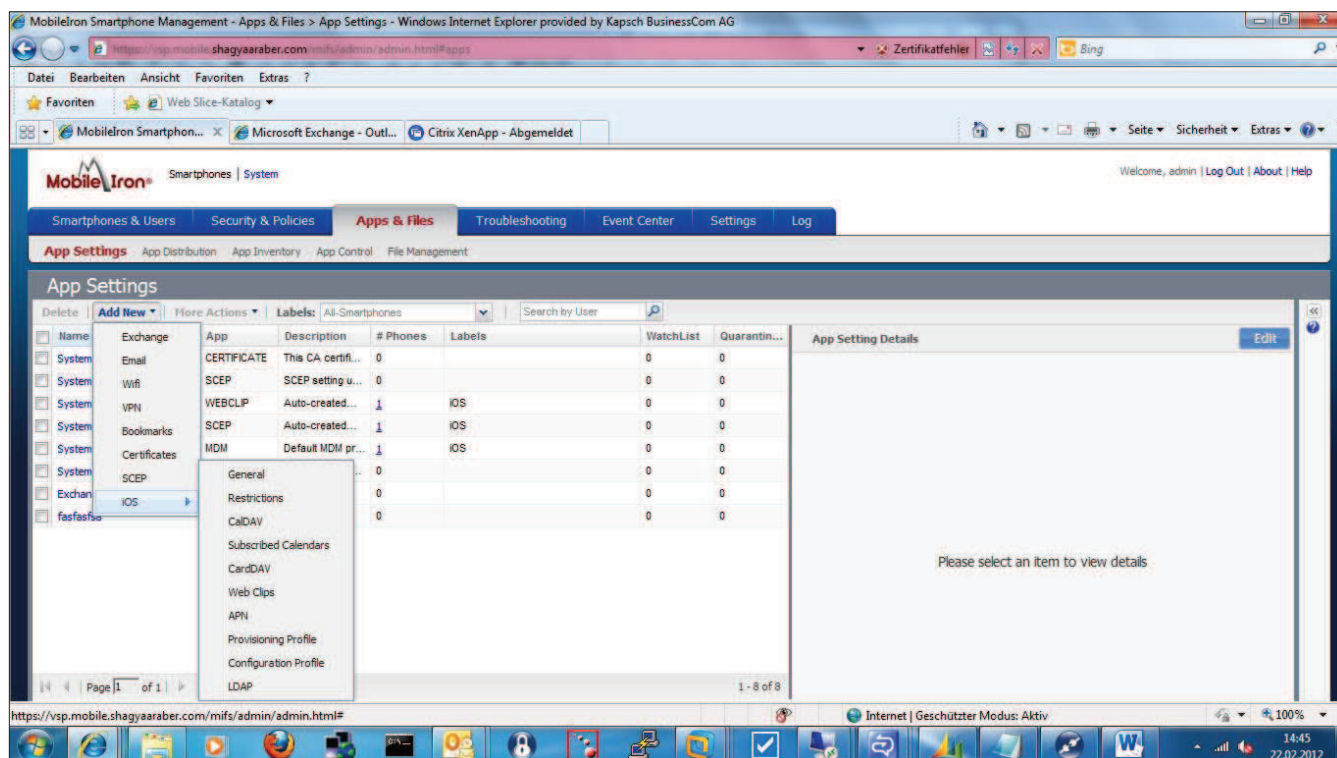 MobileIron Smartphone Management - Apps & Files > App Settings - Windows Internet Explorer provided by Kapsch BusinessCom AG
https://vsp.mobile.shagyaaraber.com/mifs/admin/admin.html#apps
Zertifikatfehler
Bing
Datei Bearbeiten Ansicht Favoriten Extras ?
Favoriten Web Slice-Katalog
MobileIron Smartphon... Microsoft Exchange - Outl... Citrix XenApp - Abgemeldet Seite Sicherheit Extras
MobileIron Smartphones | System Welcome, admin | Log Out | About | Help
Smartphones & Users Security & Policies Apps & Files Troubleshooting Event Center Settings Log
App Settings App Distribution App Inventory App Control File Management
App Settings
Delete | Add New | More Actions | Labels: All-Smartphones Search by User
Name App Description # Phones Labels WatchList Quarantin...
System CERTIFICATE This CA certifi... 0 0 0
System SCEP SCEP setting u... 0 0 0
System WEBCLIP Auto-created... 1 iOS 0 0
System SCEP Auto-created... 1 iOS 0 0
System MDM Default MDM pr... 1 iOS 0 0
System 0 0 0
Exchan 0 0 0
fasfasfsa 0 0 0
Exchange
Email
Wifi
VPN
Bookmarks
Certificates
SCEP
iOS
General
Restrictions
CalDAV
Subscribed Calendars
CardDAV
Web Clips
APN
Provisioning Profile
Configuration Profile
LDAP
App Setting Details Edit
Please select an item to view details
Page 1 of 1 1 - 8 of 8
https://vsp.mobile.shagyaaraber.com/mifs/admin/admin.html# Internet | Geschützter Modus: Aktiv 100%
14:45
22.02.2012